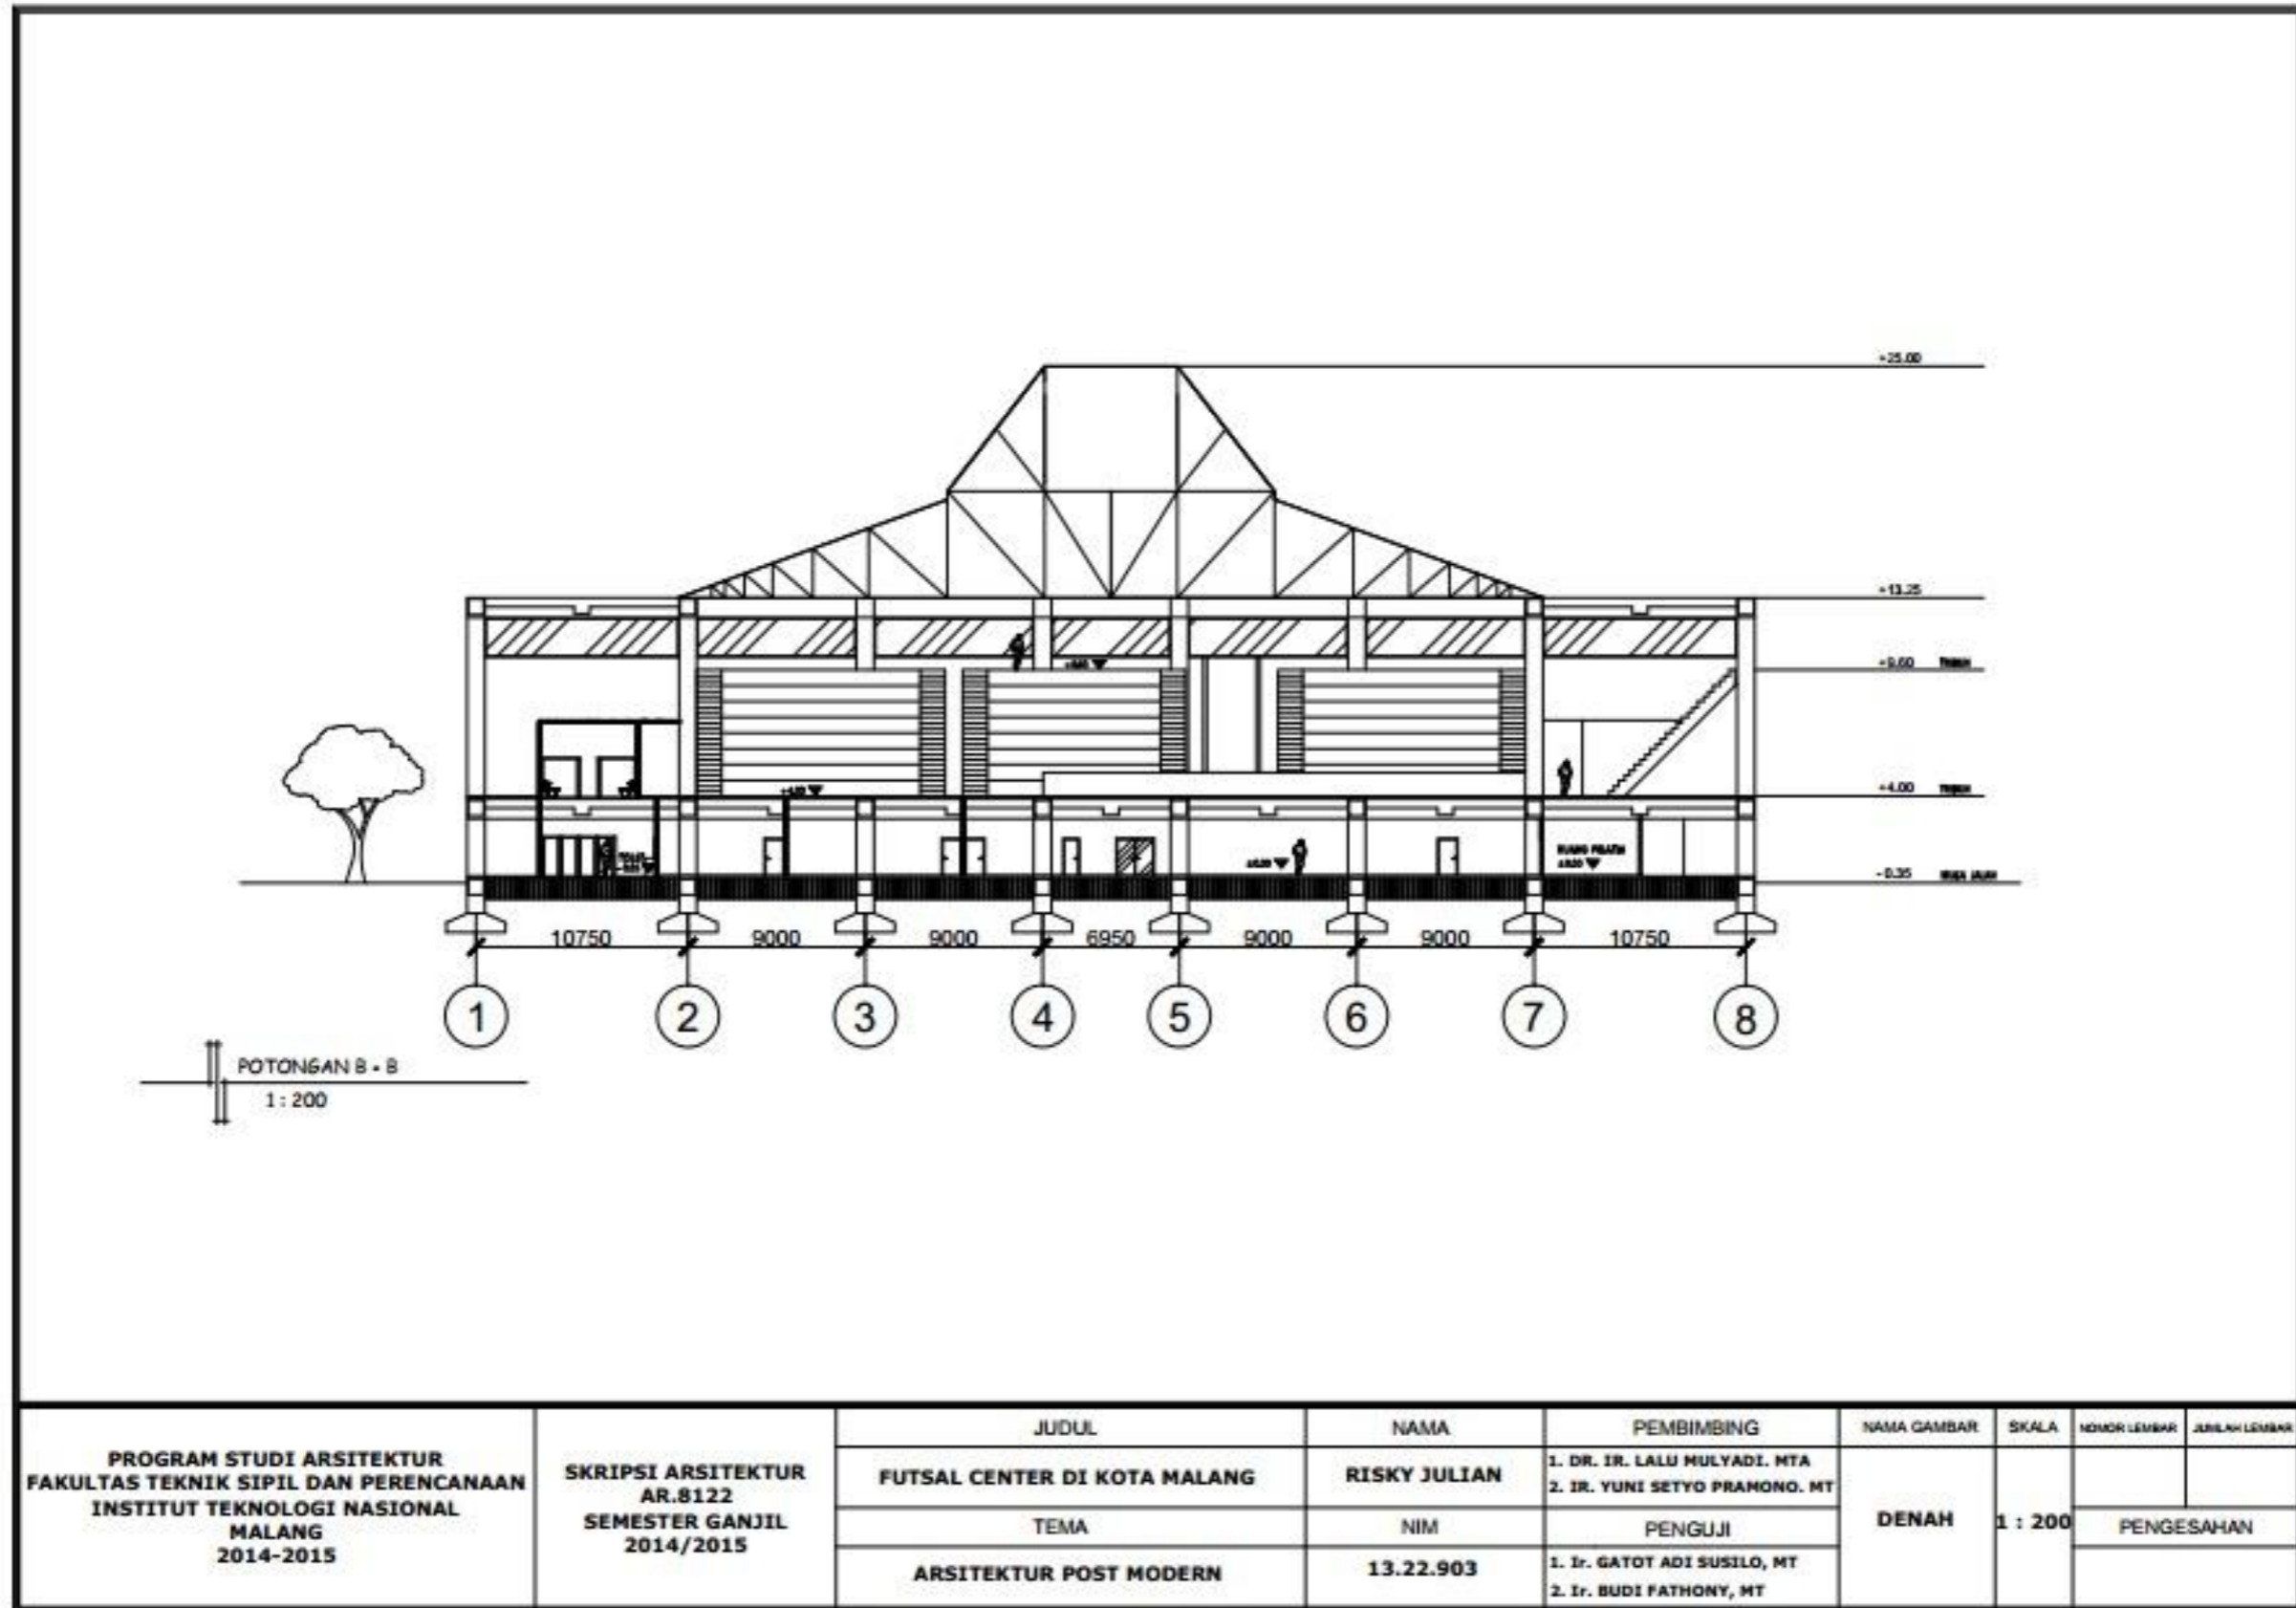 +25.00
+13.25
+9.60
+4.00
RUANG
±0.00
±0.00
-0.35
10750 9000 9000 6950 9000 9000 10750
1 2 3 4 5 6 7 8
POTONGAN B - B
1 : 200
PROGRAM STUDI ARSITEKTUR
FAKULTAS TEKNIK SIPIL DAN PERENCANAAN
INSTITUT TEKNOLOGI NASIONAL
MALANG
2014-2015
SKRIPSI ARSITEKTUR
AR.8122
SEMESTER GANJIL
2014/2015
JUDUL
FUTSAL CENTER DI KOTA MALANG
TEMA
ARSITEKTUR POST MODERN
NAMA
RISKY JULIAN
NIM
13.22.903
PEMBIMBING
1. DR. IR. LALU MULYADI. MTA
2. IR. YUNI SETYO PRAMONO. MT
PENGUJI
1. Ir. GATOT ADI SUSILO, MT
2. Ir. BUDI FATHONY, MT
NAMA GAMBAR
DENAH
SKALA
1 : 200
NOMOR LEMBAR
JUMLAH LEMBAR
PENGESAHAN